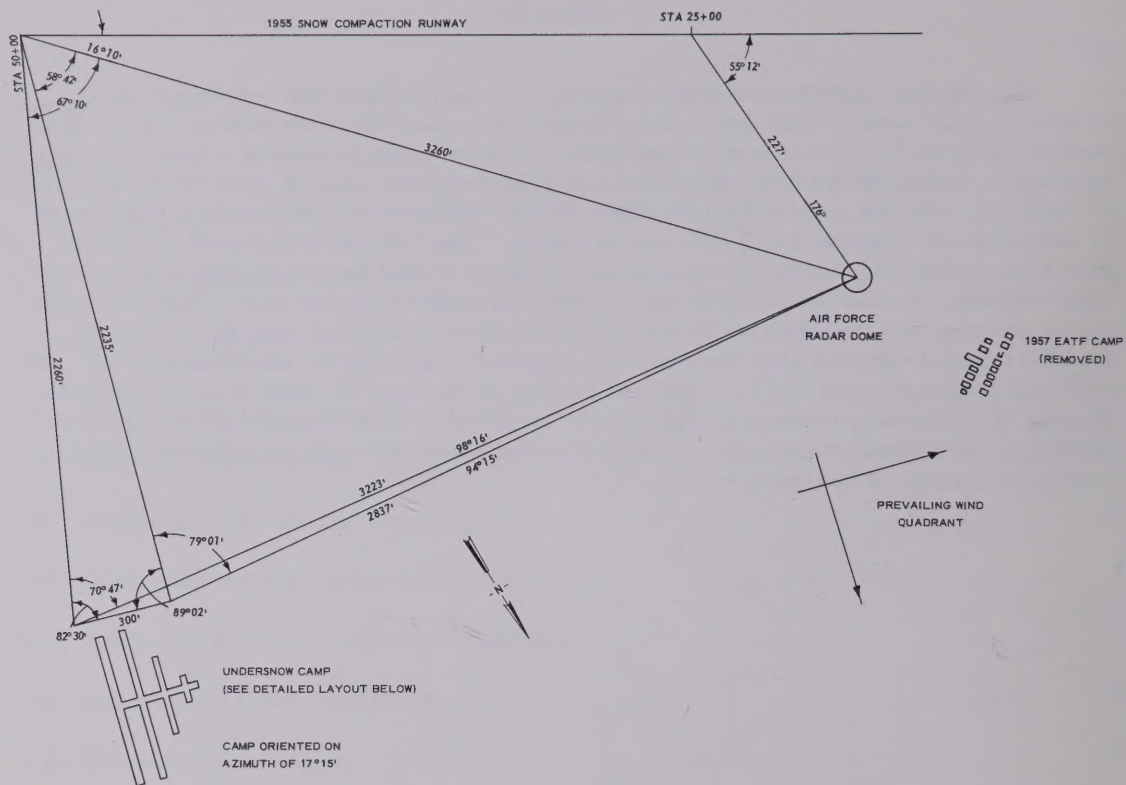 1955 SNOW COMPACTION RUNWAY
STA 25+00
STA 50+00
16°10'
58°42'
67°10'
55°12'
227'
176°
3260'
AIR FORCE
RADAR DOME
1957 EATF CAMP
(REMOVED)
2235'
2260'
98°16'
94°15'
3223'
2837'
PREVAILING WIND
QUADRANT
79°01'
-N-
70°47'
89°02'
300'
82°30'
UNDERSNOW CAMP
(SEE DETAILED LAYOUT BELOW)
CAMP ORIENTED ON
AZIMUTH OF 17°15'